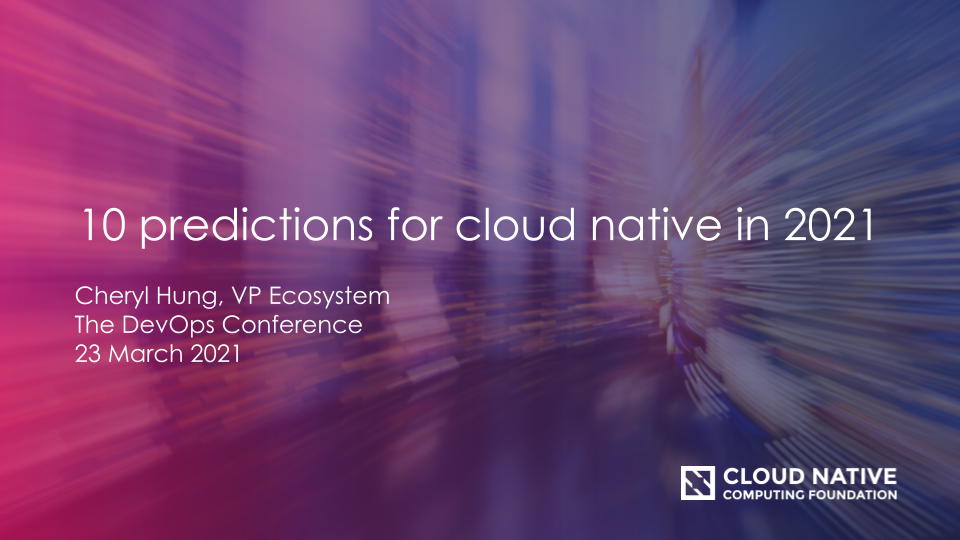 10 predictions for cloud native in 2021
Cheryl Hung, VP Ecosystem
The DevOps Conference
23 March 2021
CLOUD NATIVE
COMPUTING FOUNDATION